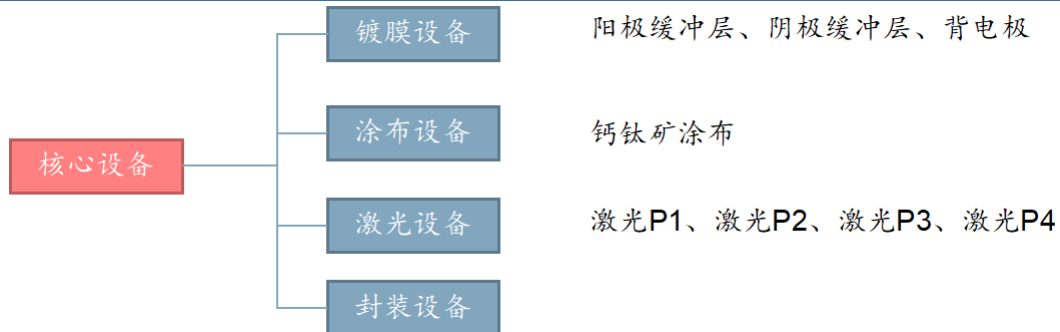 镀膜设备 阳极缓冲层、阴极缓冲层、背电极
涂布设备 钙钛矿涂布
核心设备
激光设备 激光P1、激光P2、激光P3、激光P4
封装设备